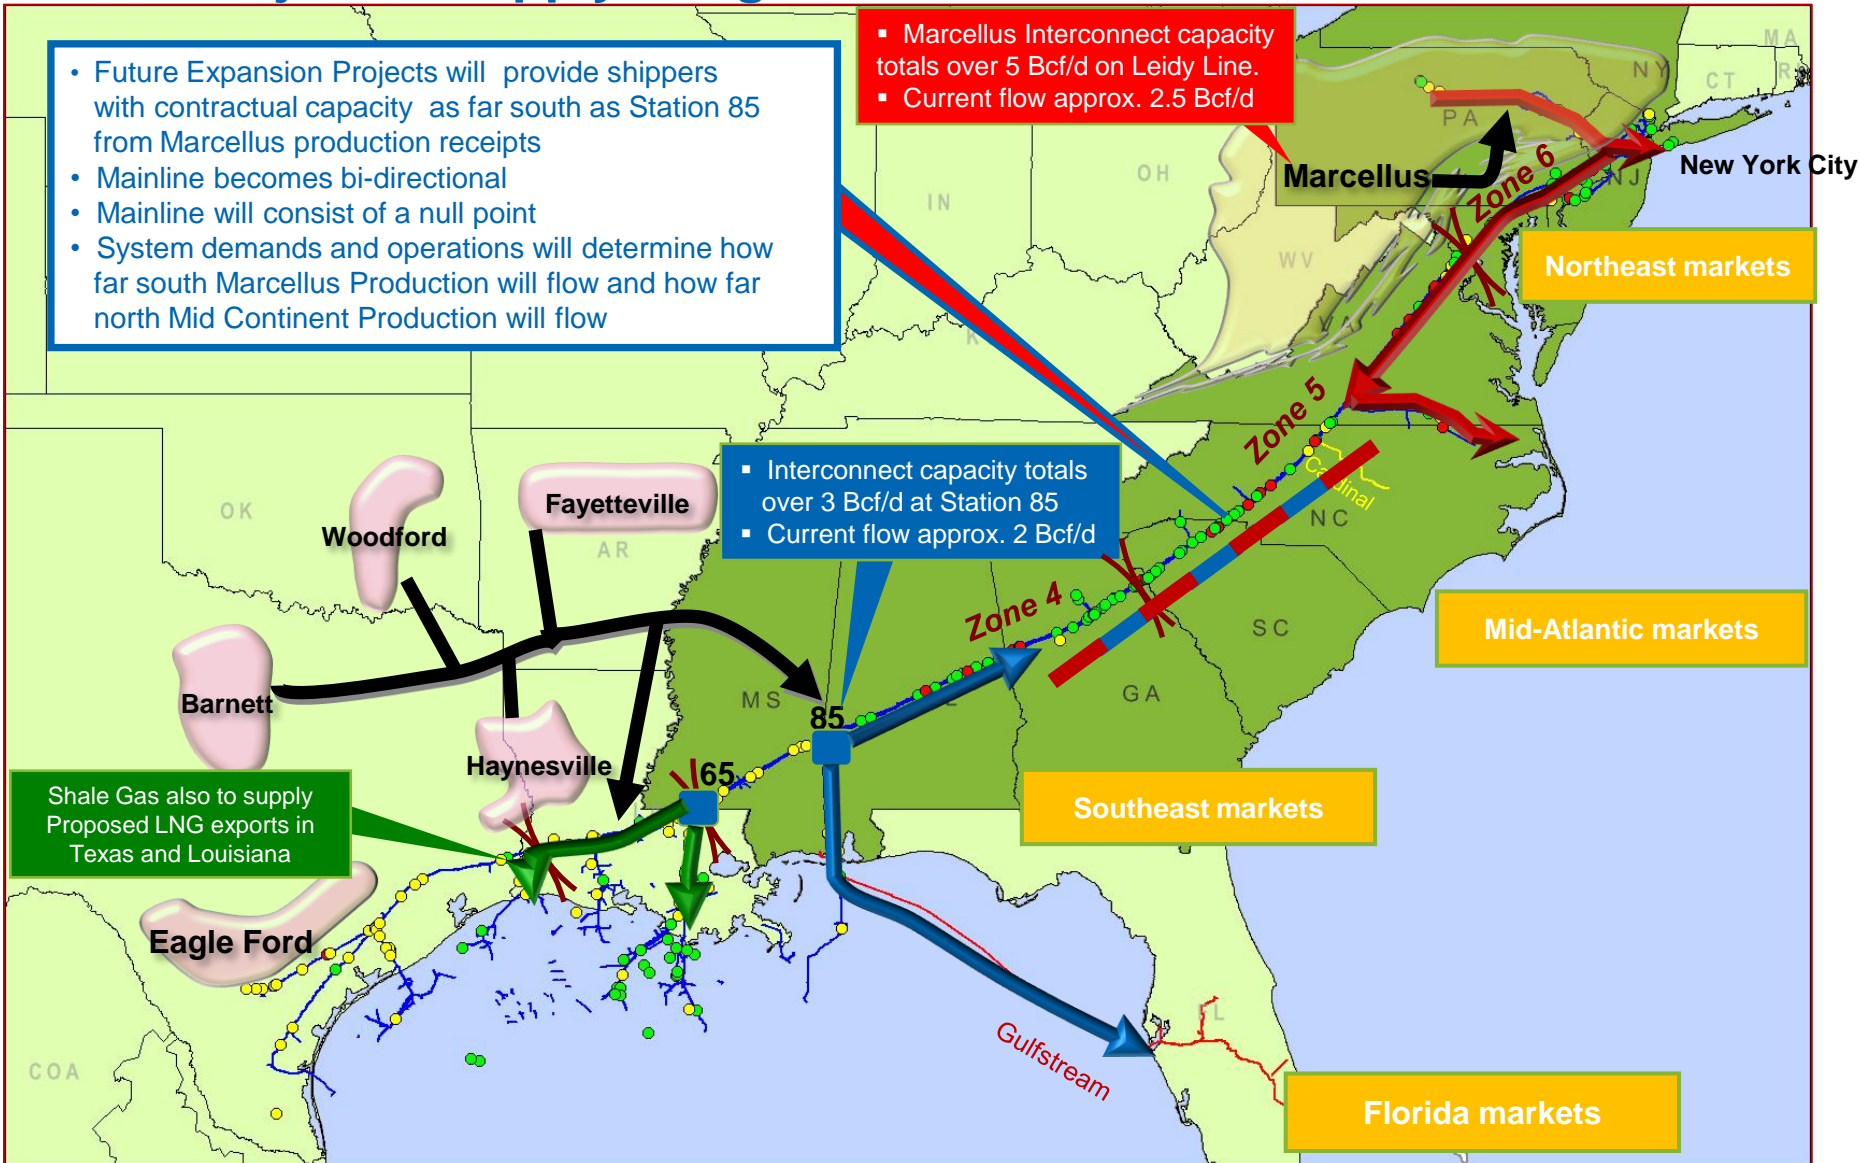 • Future Expansion Projects will provide shippers
with contractual capacity as far south as Station 85
from Marcellus production receipts
• Mainline becomes bi-directional
• Mainline will consist of a null point
• System demands and operations will determine how
far south Marcellus Production will flow and how far
north Mid Continent Production will flow
▪ Marcellus Interconnect capacity
totals over 5 Bcf/d on Leidy Line.
▪ Current flow approx. 2.5 Bcf/d
MA
NY
CT
R
PA
OH
Marcellus
New York City
NJ
Zone 6
IN
WV
Northeast markets
VA
K
Zone 5
▪ Interconnect capacity totals
over 3 Bcf/d at Station 85
▪ Current flow approx. 2 Bcf/d
Cardinal
NC
OK
Woodford
Fayetteville
AR
Zone 4
SC
Mid-Atlantic markets
Barnett
MS
85
GA
Haynesville
65
Southeast markets
Shale Gas also to supply
Proposed LNG exports in
Texas and Louisiana
Eagle Ford
FL
Gulfstream
COA
Florida markets